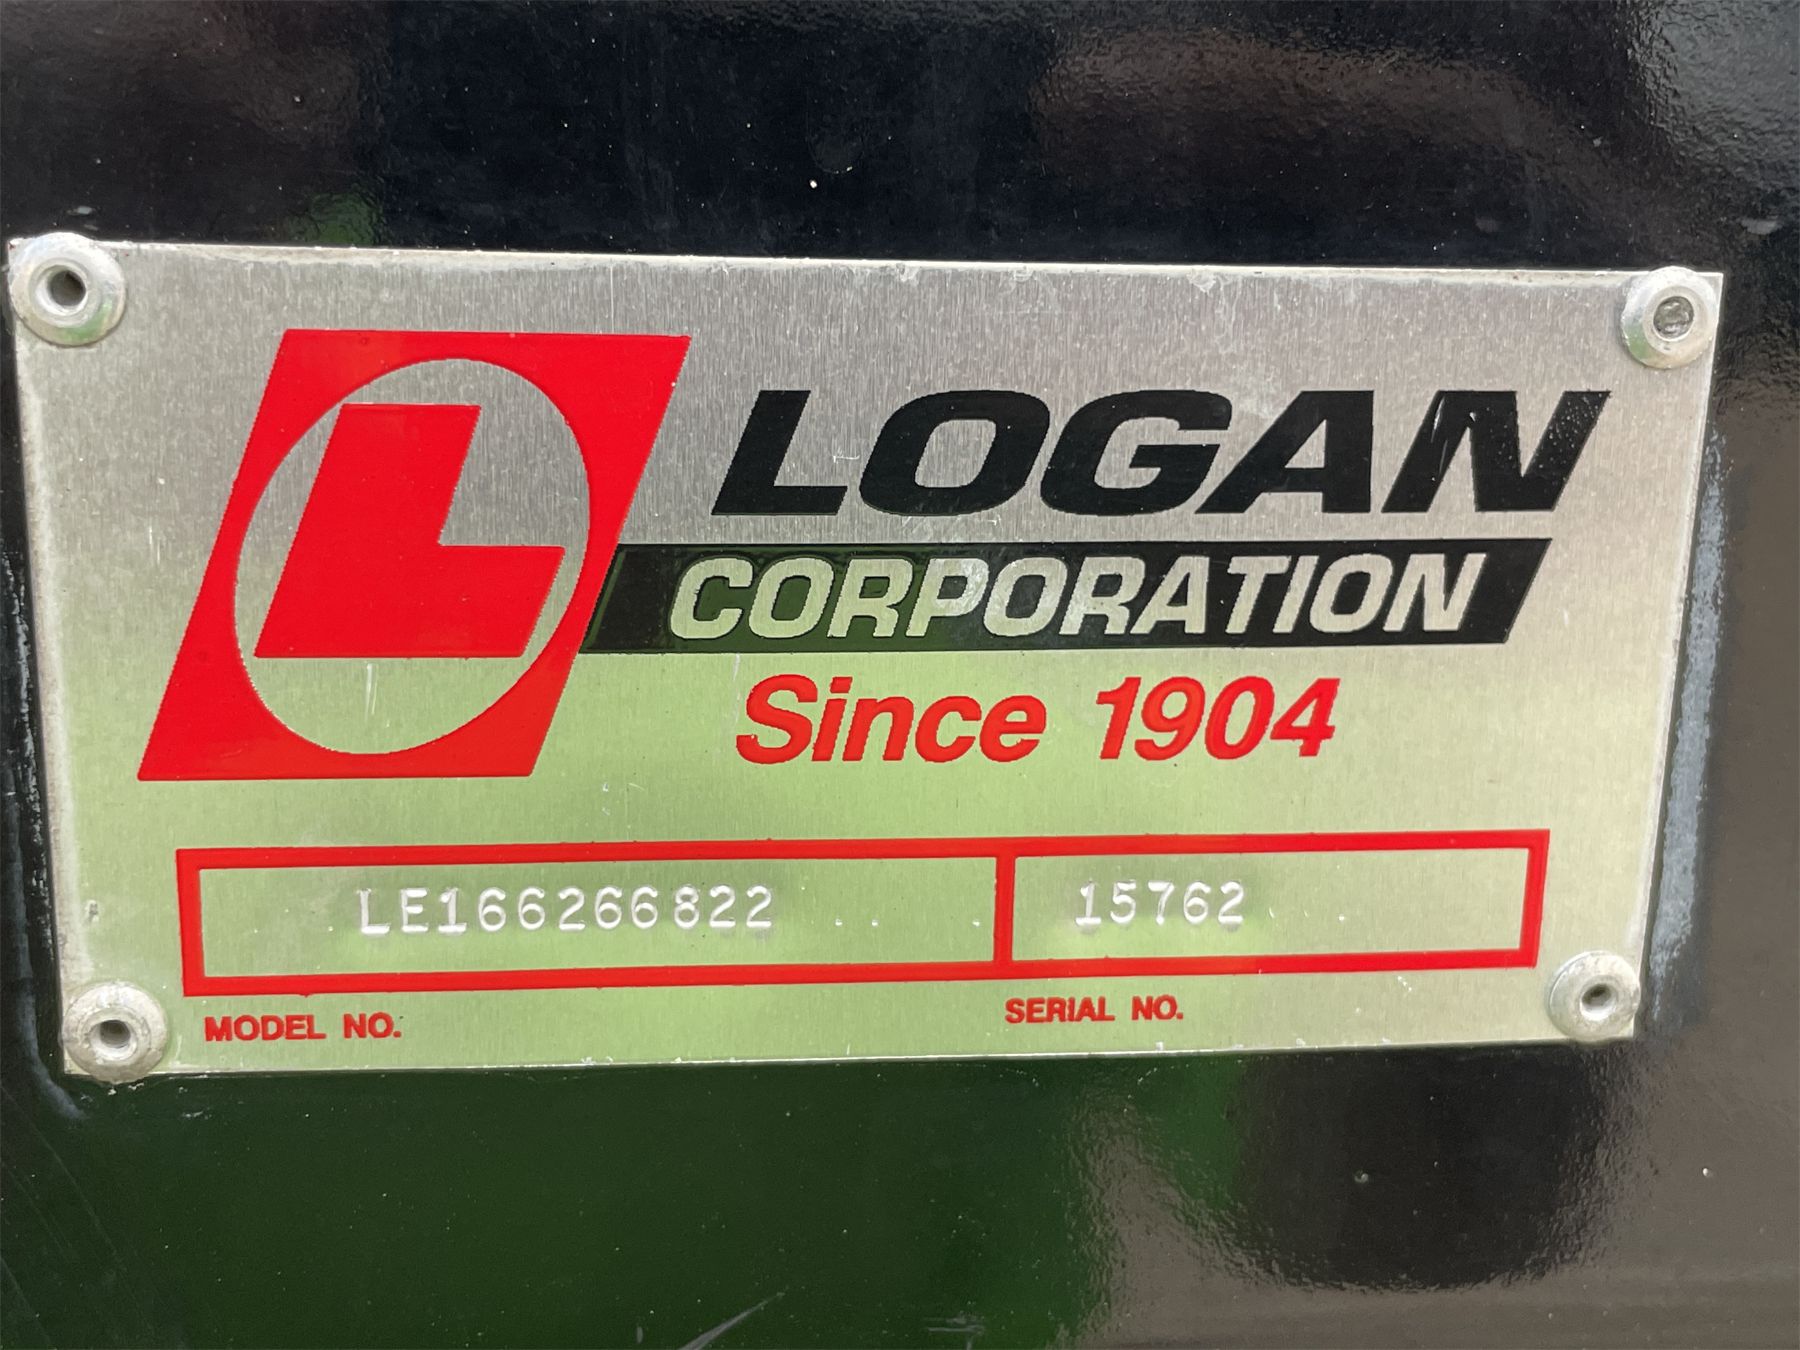 L
LOGAN
CORPORATION
Since 1904
LE166266822 15762
MODEL NO. SERIAL NO.